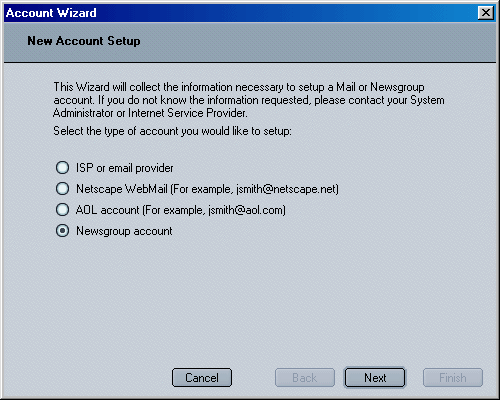 Account Wizard
New Account Setup
This Wizard will collect the information necessary to setup a Mail or Newsgroup
account. If you do not know the information requested, please contact your System
Administrator or Internet Service Provider.
Select the type of account you would like to setup:
ISP or email provider
Netscape WebMail (For example, jsmith@netscape.net)
AOL account (For example, jsmith@aol.com)
Newsgroup account
Cancel Back Next Finish